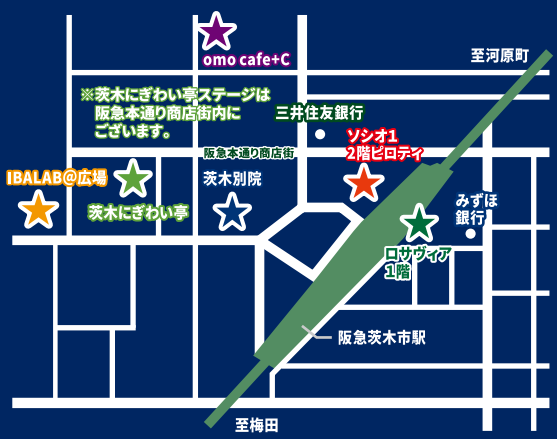 omo cafe+C
至河原町
※茨木にぎわい亭ステージは
阪急本通り商店街内に
ございます。
三井住友銀行
ソシオ1
2階ピロティ
阪急本通り商店街
IBALAB@広場
茨木別院
茨木にぎわい亭
みずほ
銀行
ロサヴィア
1階
阪急茨木市駅
至梅田